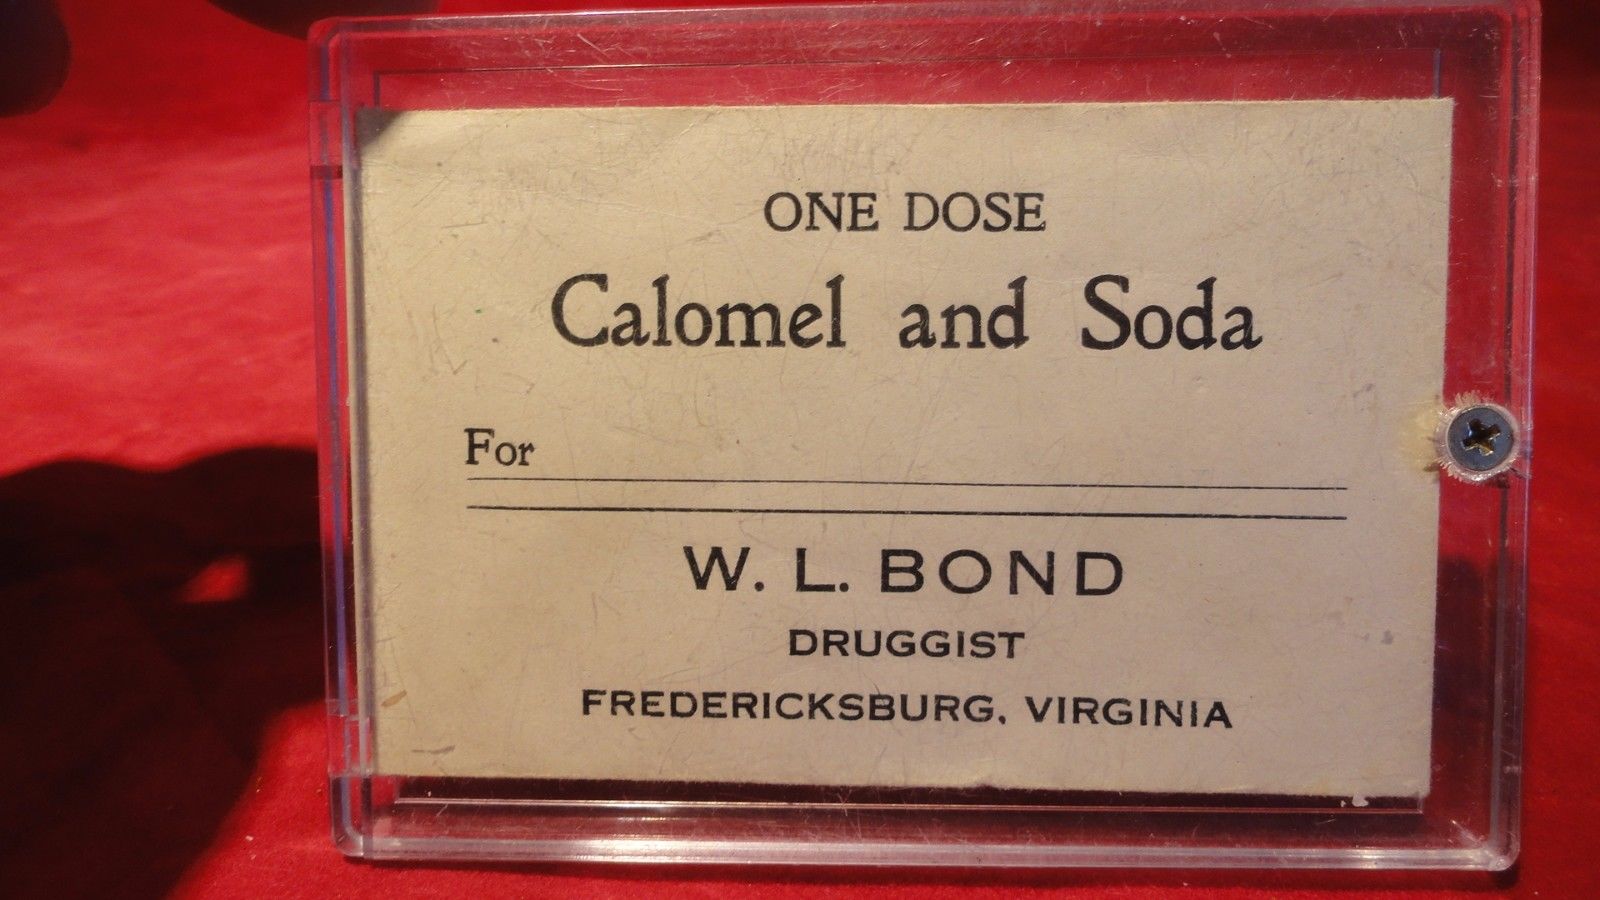 ONE DOSE
Calomel and Soda
For
W. L. BOND
DRUGGIST
FREDERICKSBURG, VIRGINIA